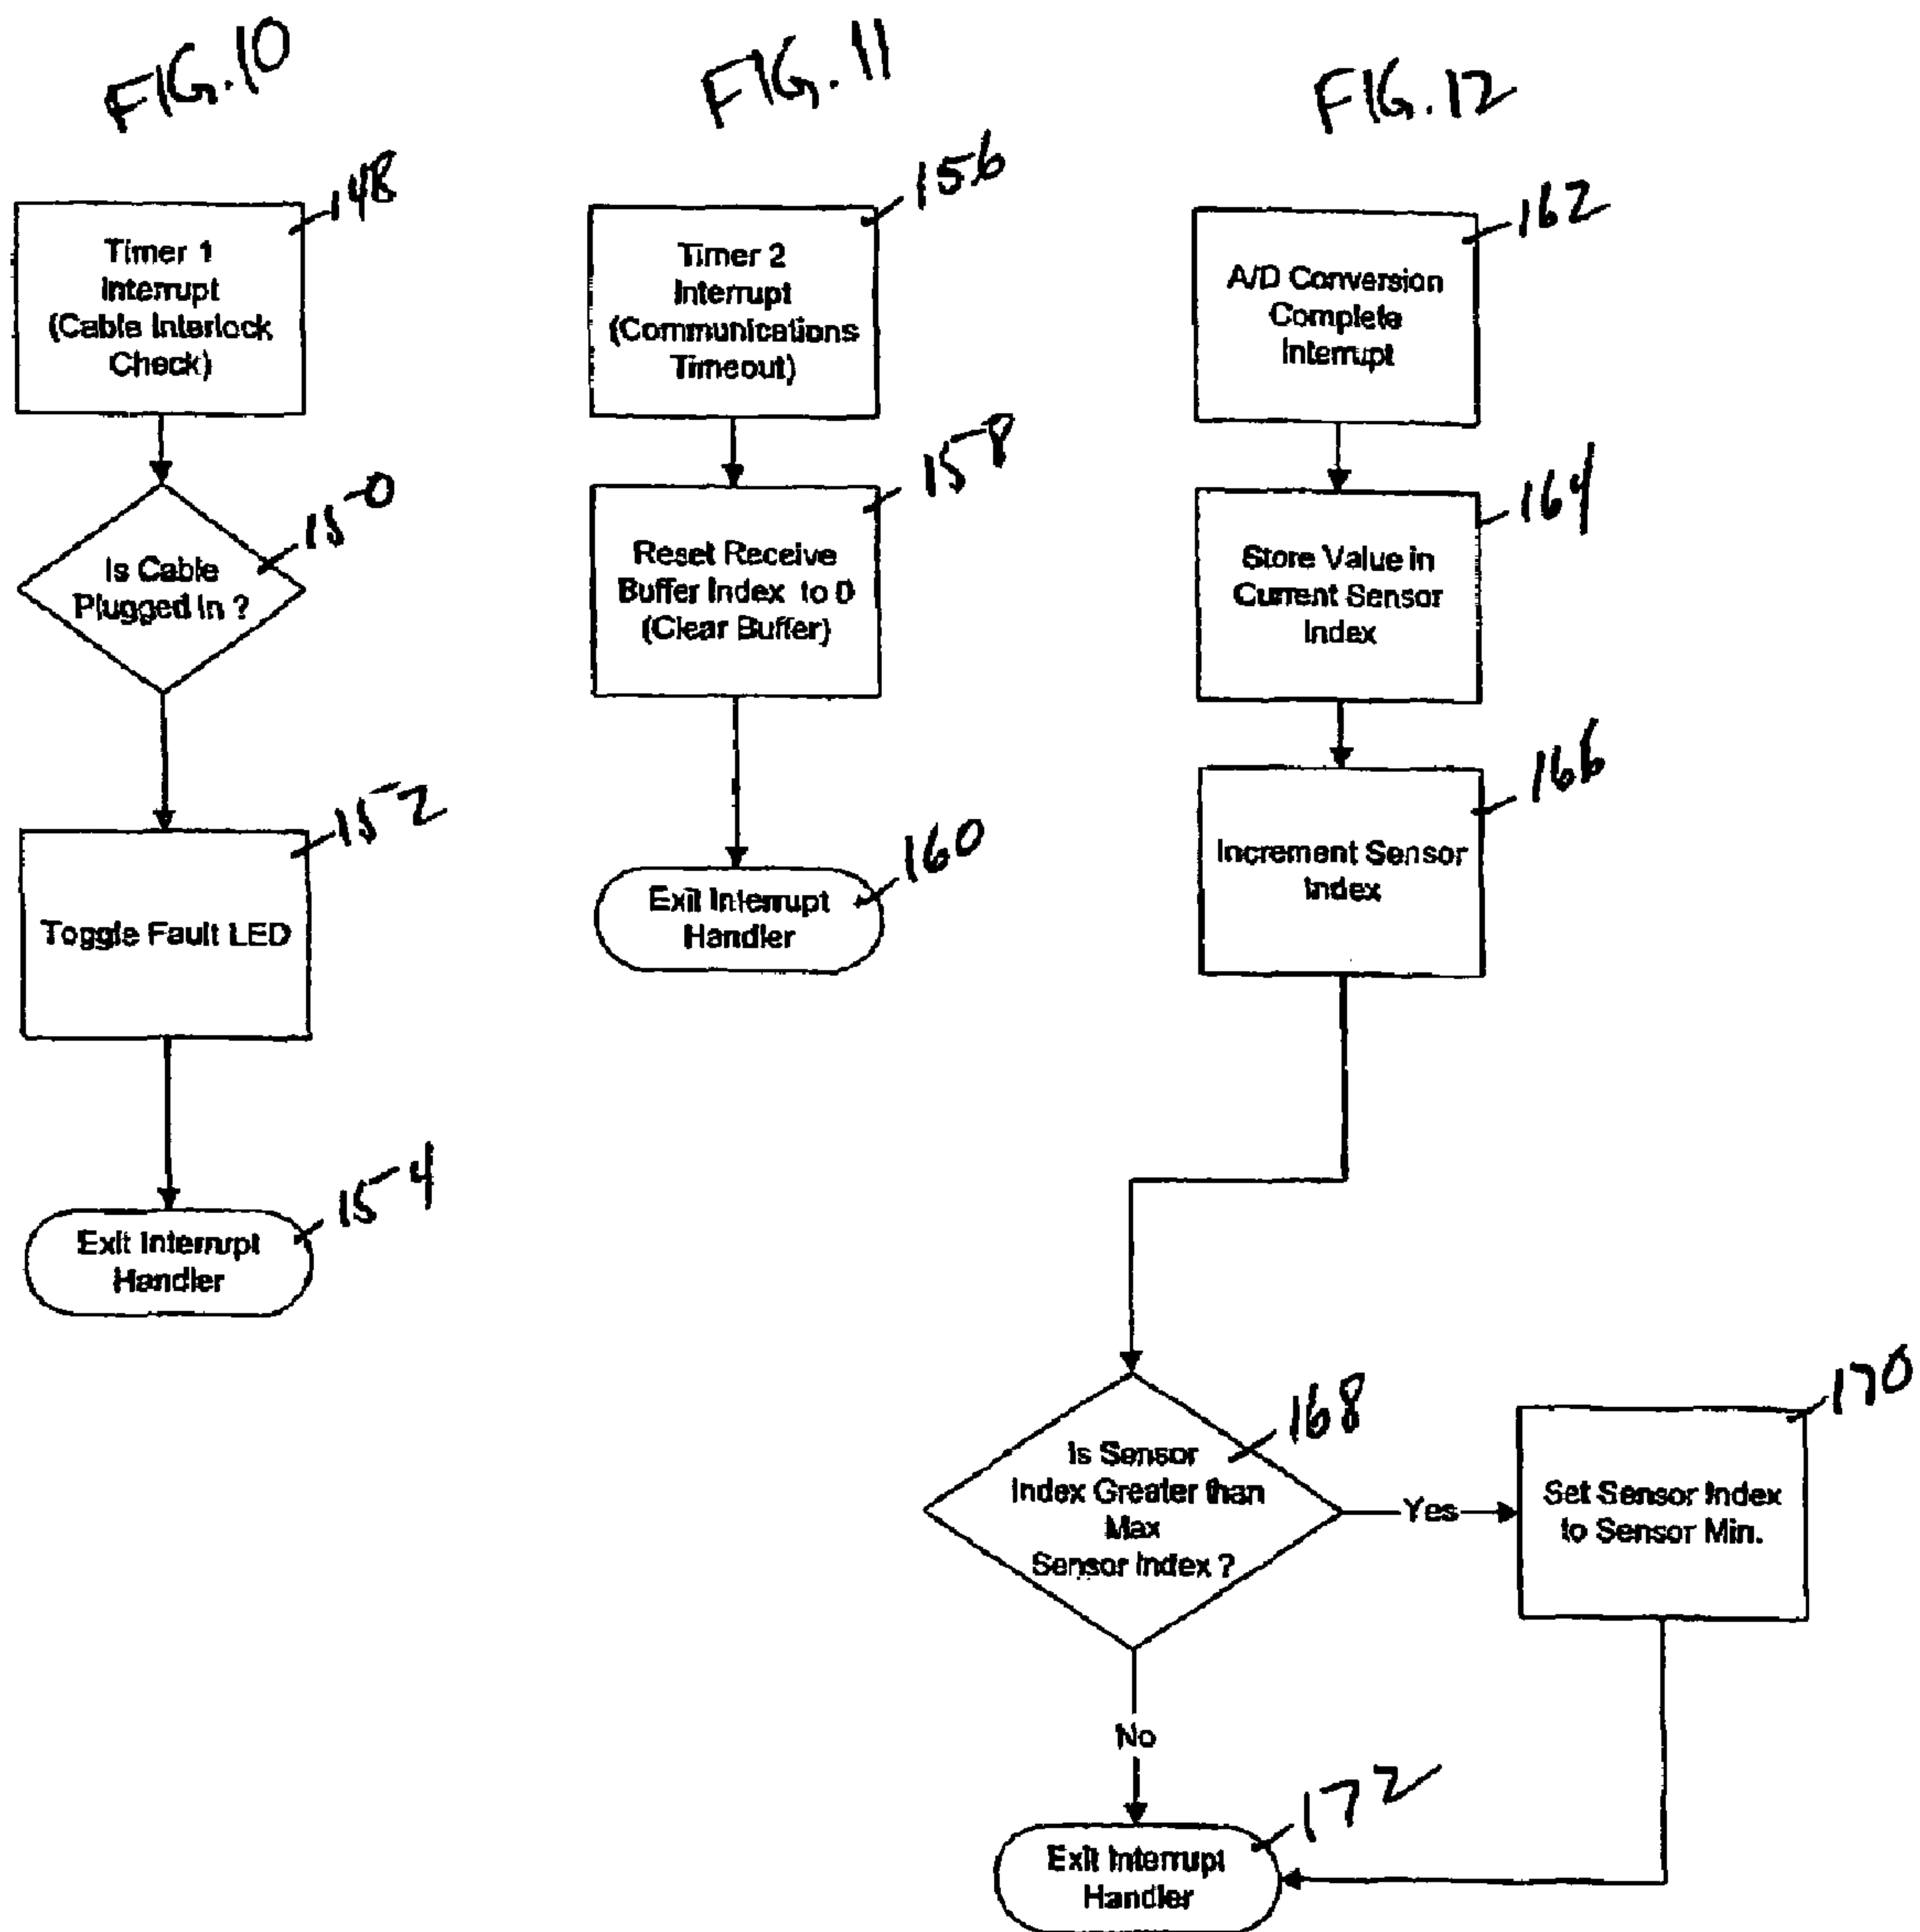 FIG. 10
148
Timer 1
Interrupt
(Cable Interlock
Check)
150
Is Cable
Plugged In ?
152
Toggle Fault LED
154
Exit Interrupt
Handler
FIG. 11
156
Timer 2
Interrupt
(Communications
Timeout)
158
Reset Receive
Buffer Index to 0
(Clear Buffer)
160
Exit Interrupt
Handler
FIG. 12
162
A/D Conversion
Complete
Interrupt
164
Store Value in
Current Sensor
Index
166
Increment Sensor
Index
168
Is Sensor
Index Greater than
Max
Sensor Index ?
Yes
170
Set Sensor Index
to Sensor Min.
No
172
Exit Interrupt
Handler